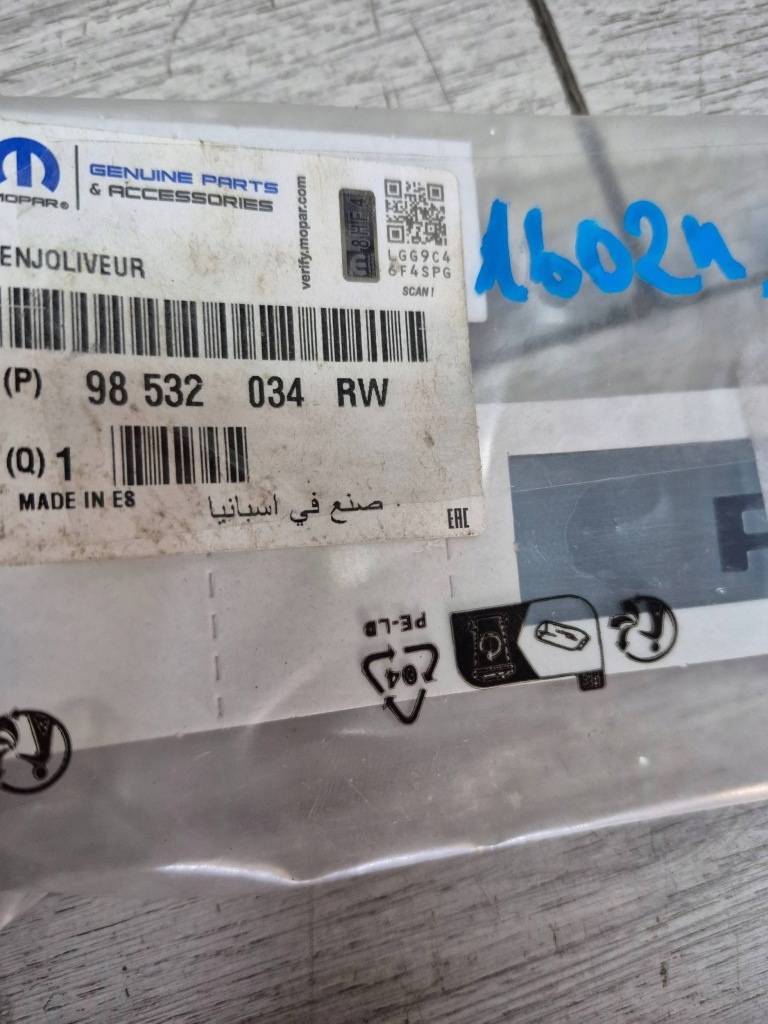 MOPAR®
GENUINE PARTS
& ACCESSORIES
verify.mopar.com
LGG9C4
6F4SPG
SCAN!
ENJOLIVEUR
(P) 98 532 034 RW
(Q) 1
MADE IN ES
صنع في اسبانيا
EAC
1602
PE-LD
04